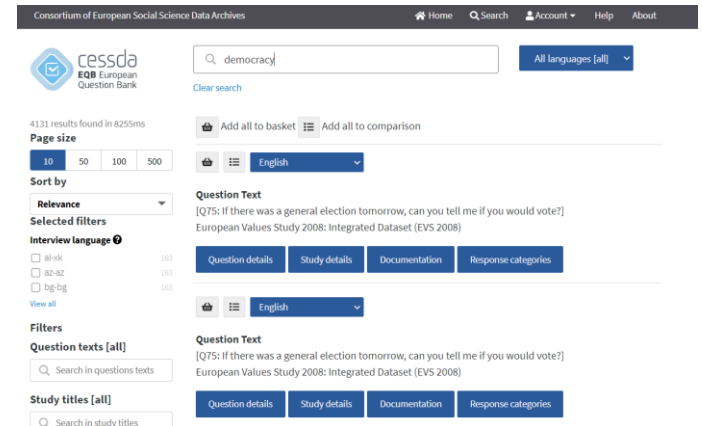 Consortium of European Social Science Data Archives
Home Search Account Help About
cessda
EQB European
Question Bank
democracy
All languages [all]
Clear search
4131 results found in 8255ms
Page size
10 50 100 500
Sort by
Relevance
Selected filters
Interview language
al-xk 163
az-az 163
bg-bg 163
View all
Filters
Question texts [all]
Search in questions texts
Study titles [all]
Search in study titles
Add all to basket Add all to comparison
English
Question Text
[Q75: If there was a general election tomorrow, can you tell me if you would vote?]
European Values Study 2008: Integrated Dataset (EVS 2008)
Question details Study details Documentation Response categories
English
Question Text
[Q75: If there was a general election tomorrow, can you tell me if you would vote?]
European Values Study 2008: Integrated Dataset (EVS 2008)
Question details Study details Documentation Response categories